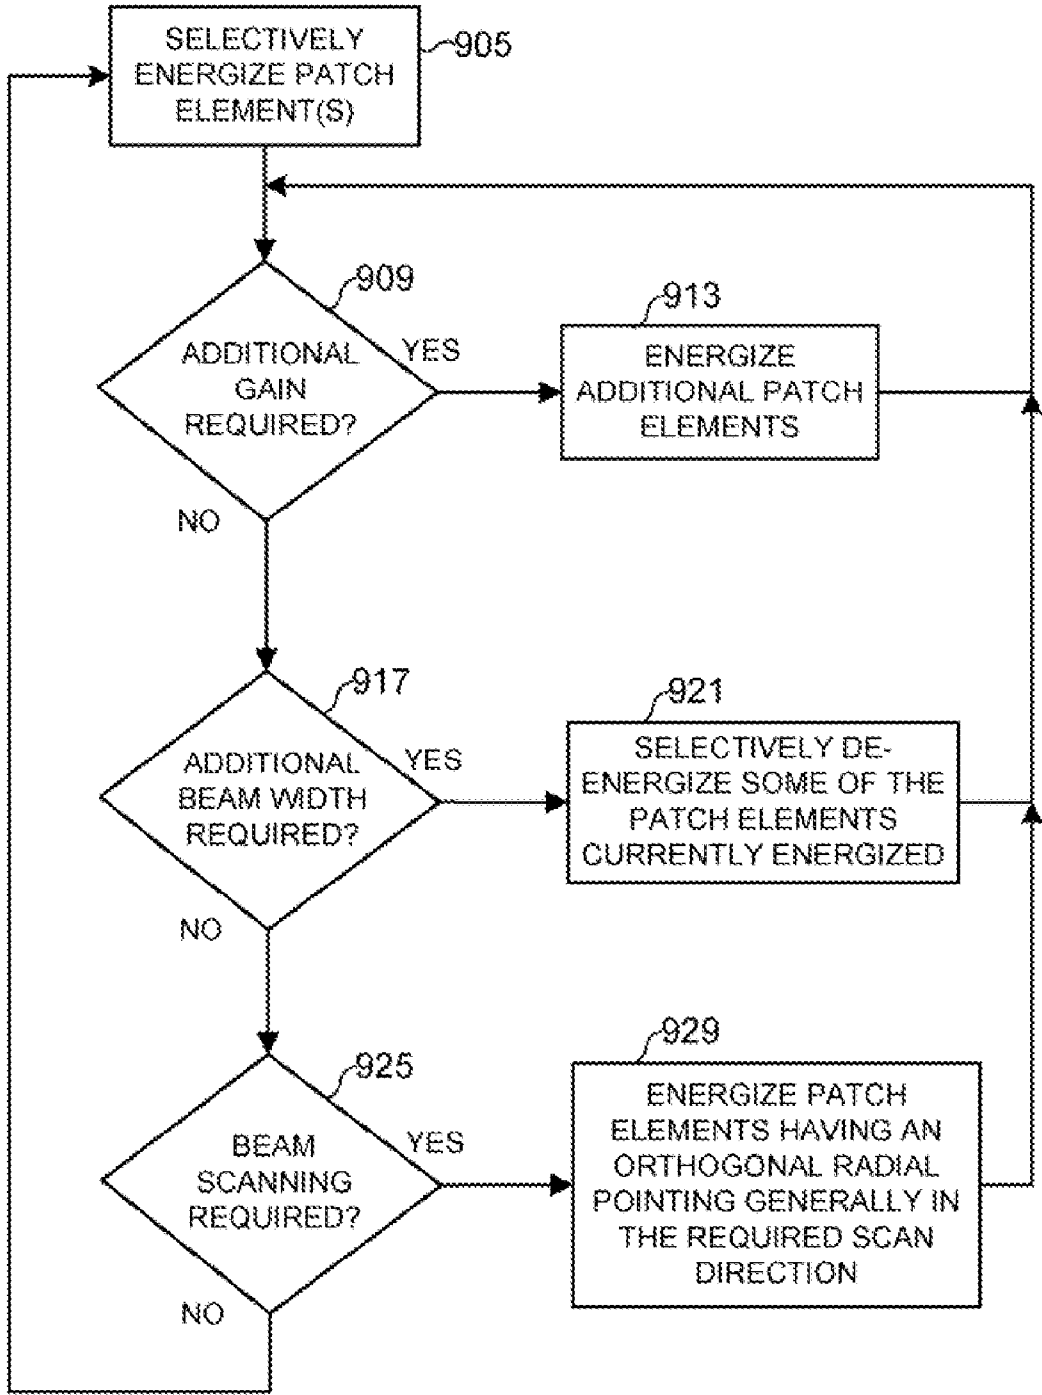 SELECTIVELY
ENERGIZE PATCH
ELEMENT(S)
905
909
ADDITIONAL
GAIN
REQUIRED?
YES
NO
913
ENERGIZE
ADDITIONAL PATCH
ELEMENTS
917
ADDITIONAL
BEAM WIDTH
REQUIRED?
YES
NO
921
SELECTIVELY DE-
ENERGIZE SOME OF THE
PATCH ELEMENTS
CURRENTLY ENERGIZED
925
BEAM
SCANNING
REQUIRED?
YES
NO
929
ENERGIZE PATCH
ELEMENTS HAVING AN
ORTHOGONAL RADIAL
POINTING GENERALLY IN
THE REQUIRED SCAN
DIRECTION